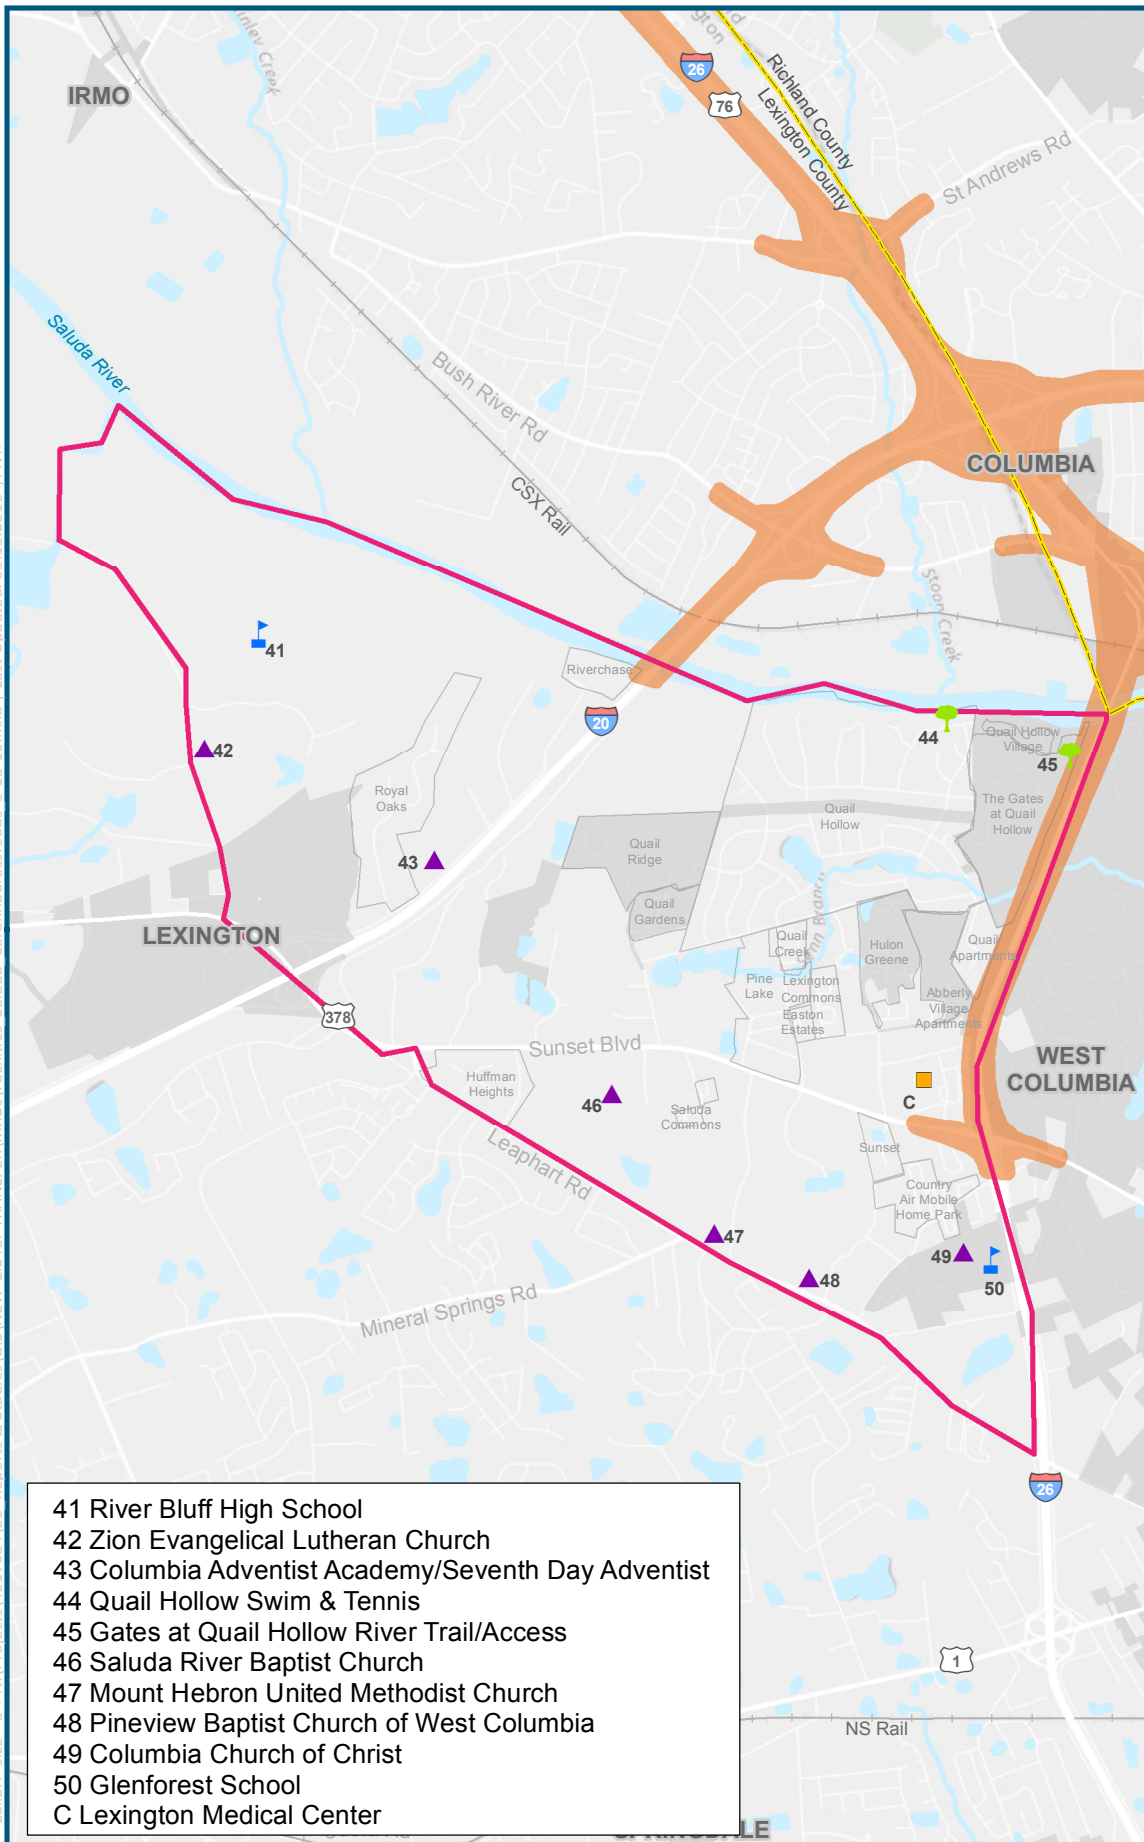 IRMO
26
76
Richland County
Lexington County
St Andrews Rd
Saluda River
Bush River Rd
CSX Rail
COLUMBIA
Stoon Creek
41
Riverchase
20
44
Quail Hollow
Village
45
42
Royal
Oaks
The Gates
at Quail
Hollow
Quail
Hollow
43
Quail
Ridge
Quail
Gardens
LEXINGTON
Quail
Creek
Hulon
Greene
Quail
Apartments
Pine
Lake
Lexington
Commons
Easton
Estates
Abberly
Village
Apartments
378
Sunset Blvd
WEST
COLUMBIA
Huffman
Heights
46
Saluda
Commons
C
Leaphart Rd
Sunset
Country
Air Mobile
Home Park
47
49
48
50
Mineral Springs Rd
26
1
NS Rail
41 River Bluff High School
42 Zion Evangelical Lutheran Church
43 Columbia Adventist Academy/Seventh Day Adventist
44 Quail Hollow Swim & Tennis
45 Gates at Quail Hollow River Trail/Access
46 Saluda River Baptist Church
47 Mount Hebron United Methodist Church
48 Pineview Baptist Church of West Columbia
49 Columbia Church of Christ
50 Glenforest School
C Lexington Medical Center